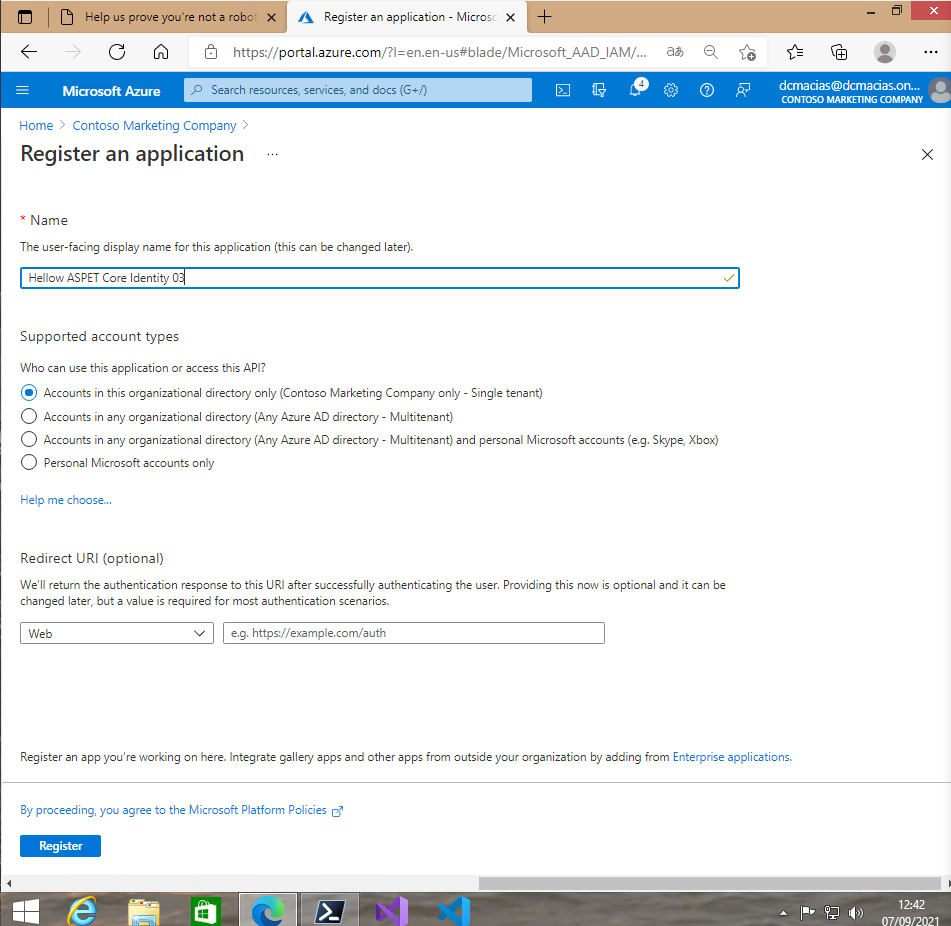 Help us prove you're not a robot
Register an application - Micros
https://portal.azure.com/?l=en.en-us#blade/Microsoft_AAD_IAM/...
Microsoft Azure
Search resources, services, and docs (G+/)
4
dcmacias@dcmacias.on...
CONTOSO MARKETING COMPANY
Home > Contoso Marketing Company >
Register an application ...
* Name
The user-facing display name for this application (this can be changed later).
Hellow ASPET Core Identity 03
Supported account types
Who can use this application or access this API?
Accounts in this organizational directory only (Contoso Marketing Company only - Single tenant)
Accounts in any organizational directory (Any Azure AD directory - Multitenant)
Accounts in any organizational directory (Any Azure AD directory - Multitenant) and personal Microsoft accounts (e.g. Skype, Xbox)
Personal Microsoft accounts only
Help me choose...
Redirect URI (optional)
We'll return the authentication response to this URI after successfully authenticating the user. Providing this now is optional and it can be
changed later, but a value is required for most authentication scenarios.
Web
e.g. https://example.com/auth
Register an app you're working on here. Integrate gallery apps and other apps from outside your organization by adding from Enterprise applications.
By proceeding, you agree to the Microsoft Platform Policies
Register
12:42
07/09/2021